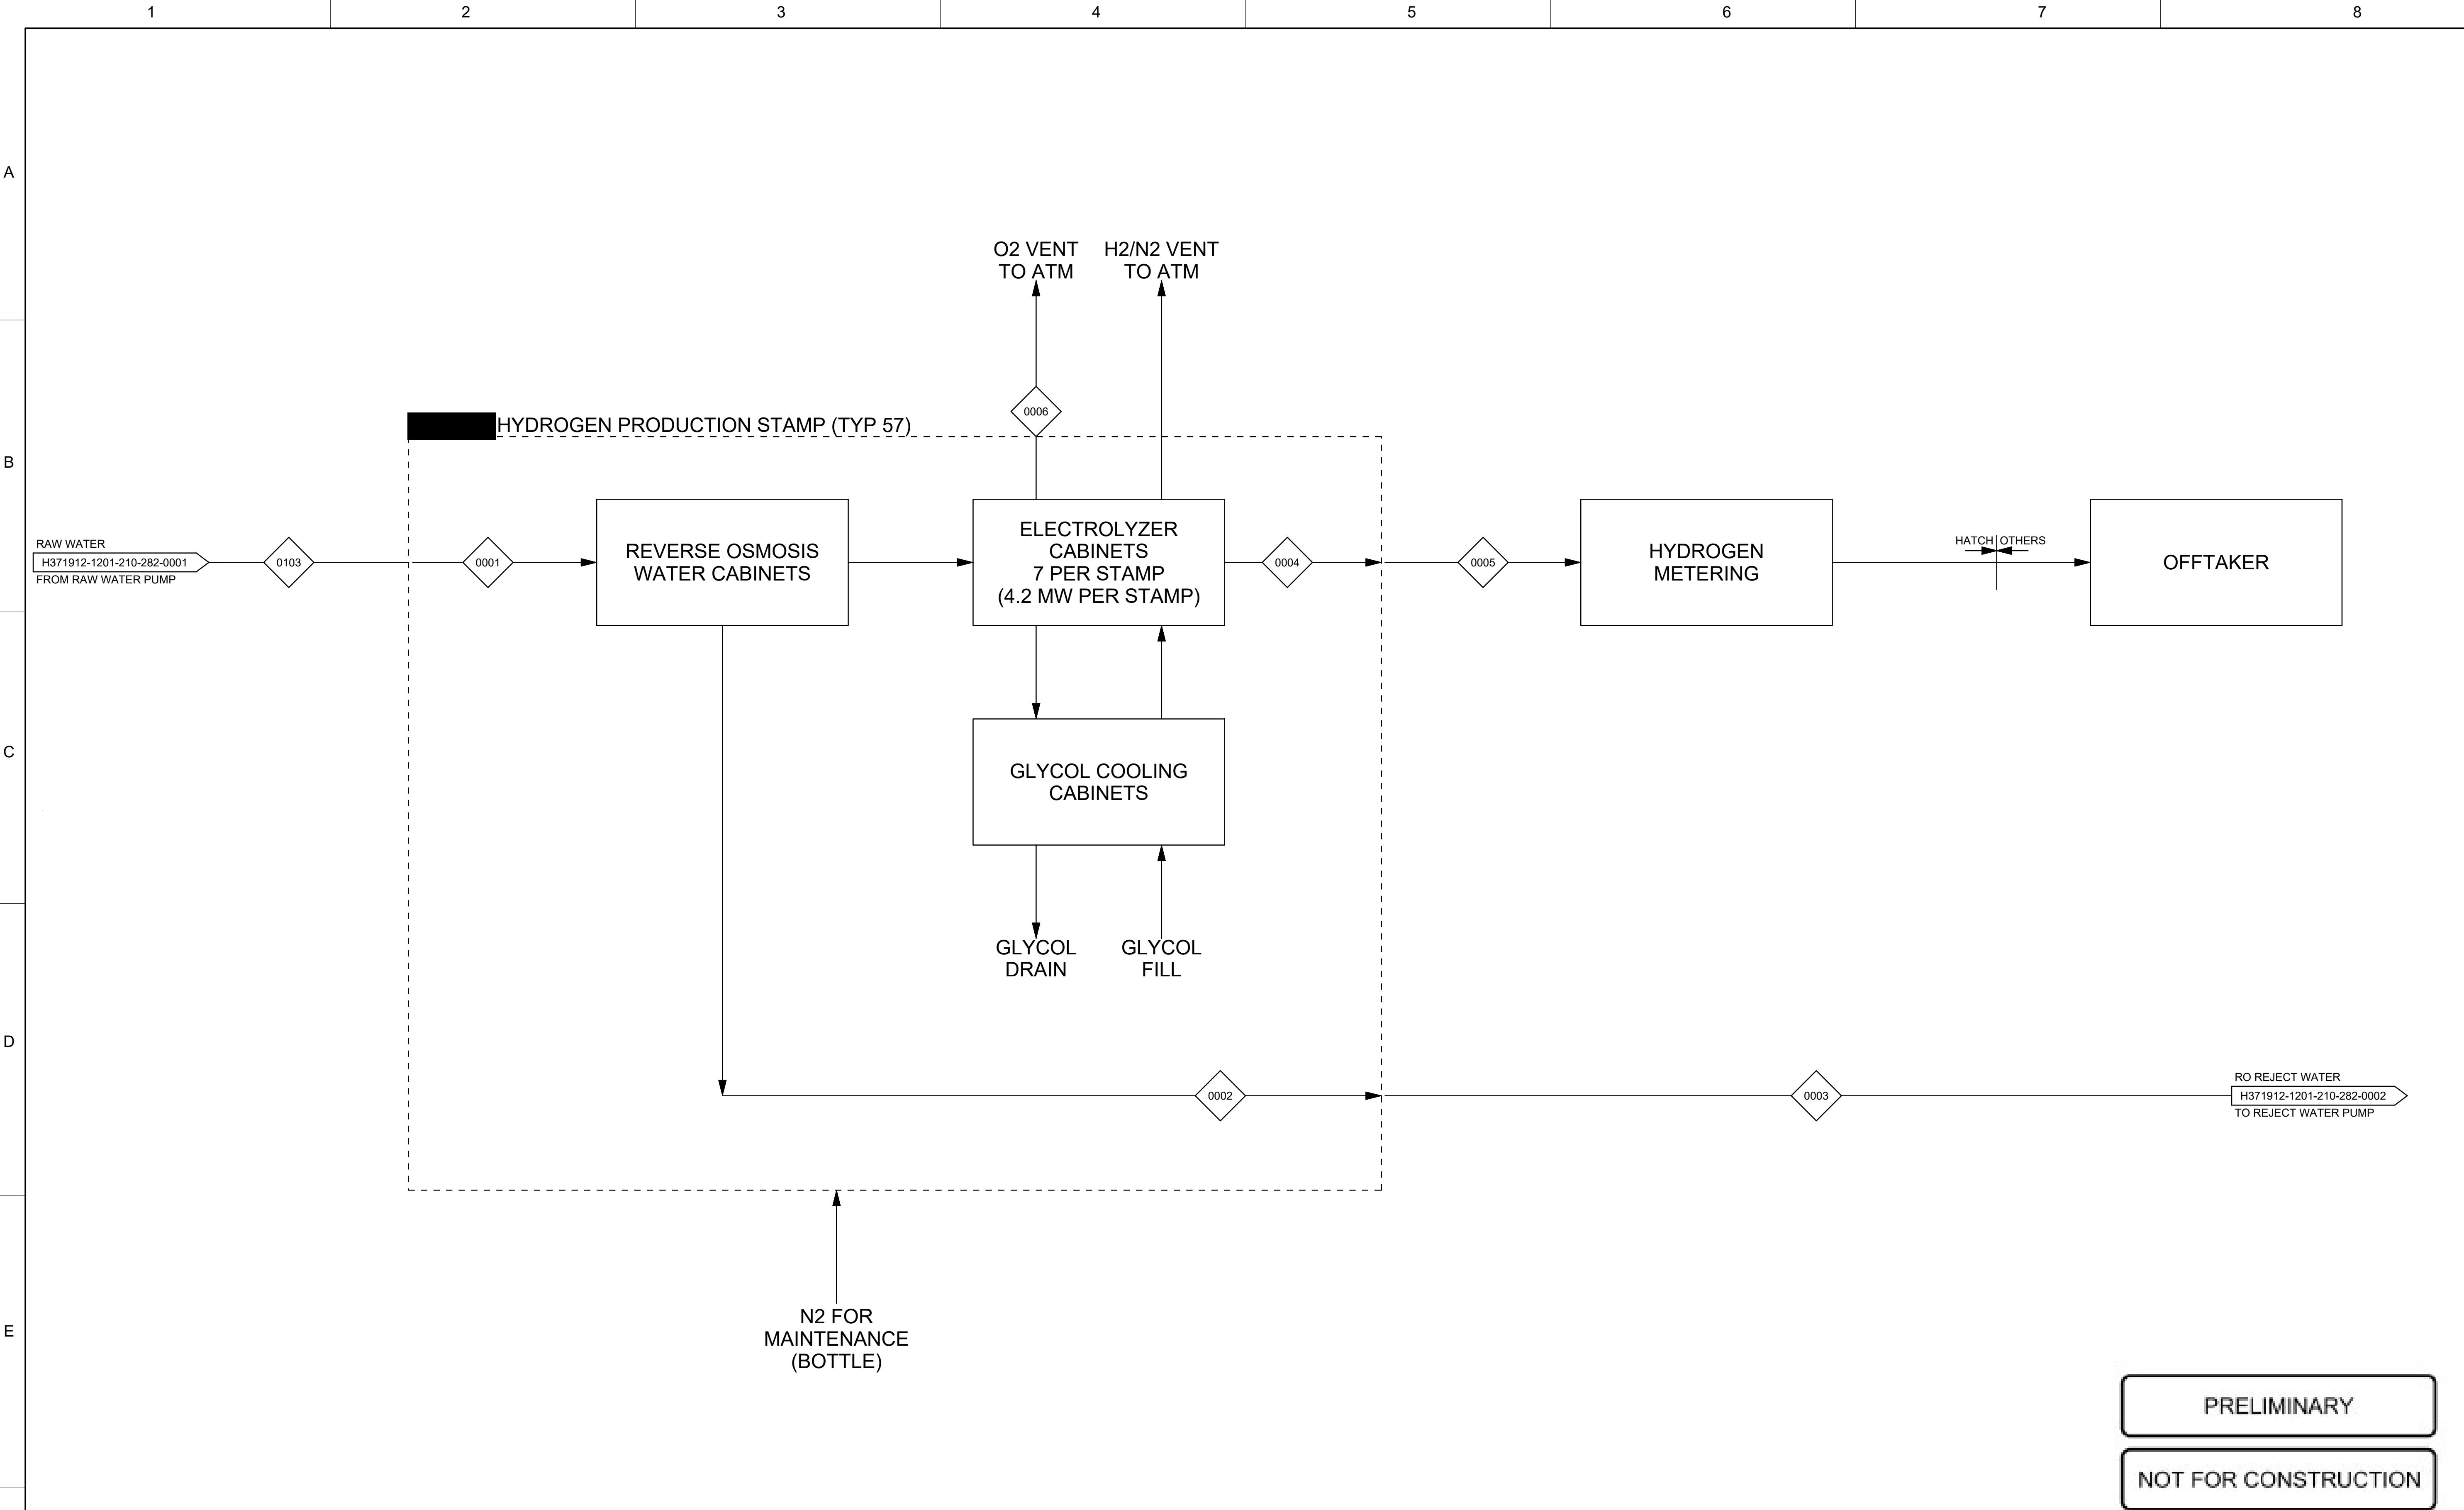 1 2 3 4 5 6 7 8
A
O2 VENT
TO ATM
H2/N2 VENT
TO ATM
0006
HYDROGEN PRODUCTION STAMP (TYP 57)
B
RAW WATER
H371912-1201-210-282-0001
FROM RAW WATER PUMP
0103
0001
REVERSE OSMOSIS
WATER CABINETS
ELECTROLYZER
CABINETS
7 PER STAMP
(4.2 MW PER STAMP)
0004
0005
HYDROGEN
METERING
HATCH OTHERS
OFFTAKER
C
GLYCOL COOLING
CABINETS
GLYCOL
DRAIN
GLYCOL
FILL
D
0002
0003
RO REJECT WATER
H371912-1201-210-282-0002
TO REJECT WATER PUMP
E
N2 FOR
MAINTENANCE
(BOTTLE)
PRELIMINARY
NOT FOR CONSTRUCTION